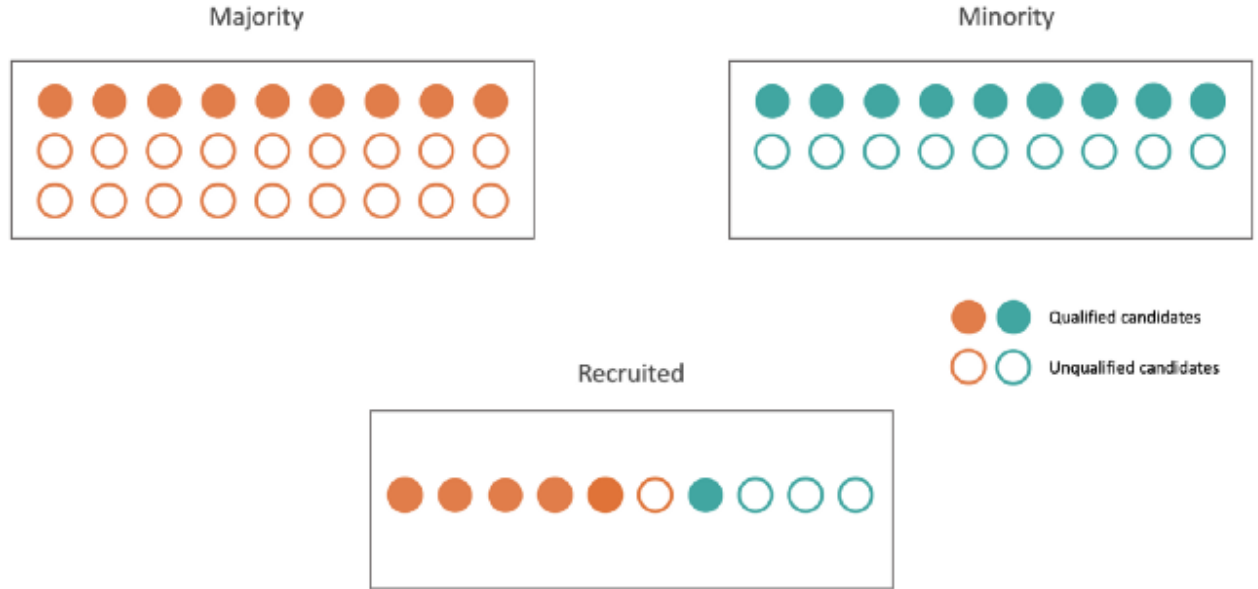 Majority
Minority
Qualified candidates
Unqualified candidates
Recruited